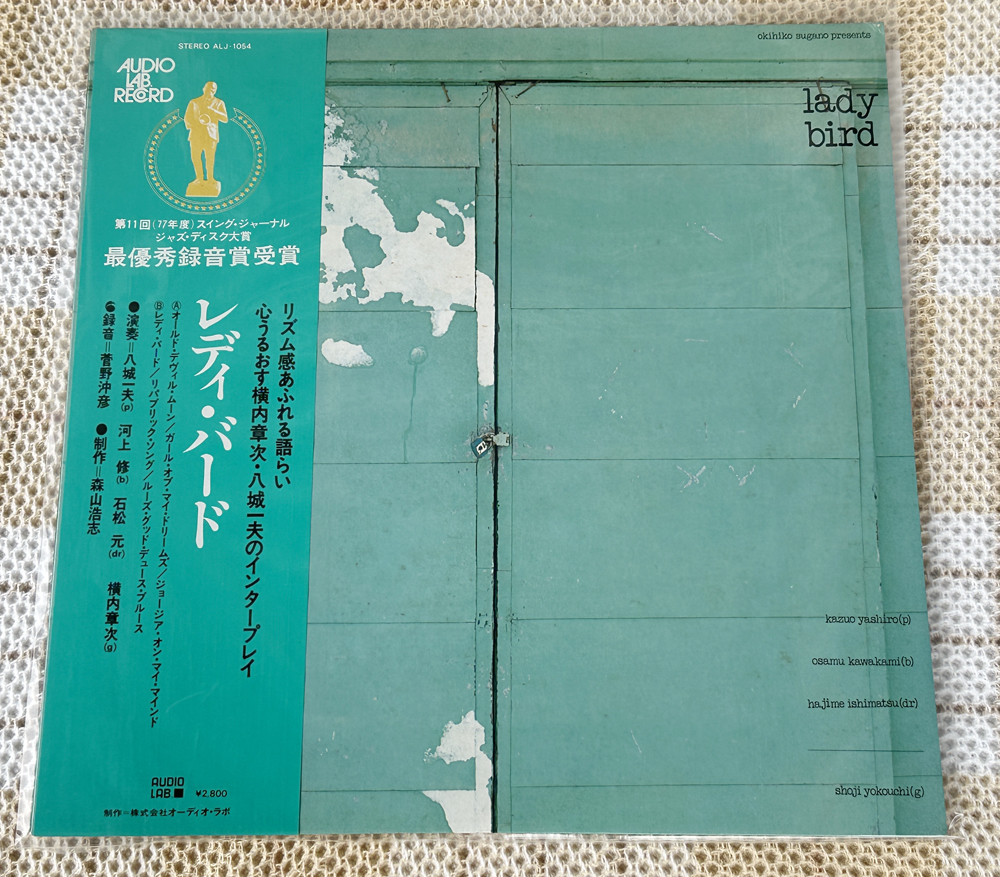 STEREO ALJ-1054
AUDIO
LAB.
RECORD
第11回(’77年度)スイング・ジャーナル
ジャズ・ディスク大賞
最優秀録音賞受賞
リズム感あふれる語らい
心うるおす横内章次・八城一夫のインタープレイ
レディ・バード
Ⓐオールド・デヴィル・ムーン/ガール・オブ・マイ・ドリームズ/ジョージア・オン・マイ・マインド
Ⓑレディ・バード/リパブリック・ソング/ルーズ・グッド・デュース・ブルース
●演奏=八城一夫(p) 河上 修(b) 石松 元(dr) 横内章次(g)
●録音=菅野沖彦 ●制作=森山浩志
AUDIO
LAB.
¥2,800
制作=株式会社オーディオ・ラボ
okihiko sugano presents
lady
bird
kazuo yashiro(p)
osamu kawakami(b)
hajime ishimatsu(dr)
shoji yokouchi(g)